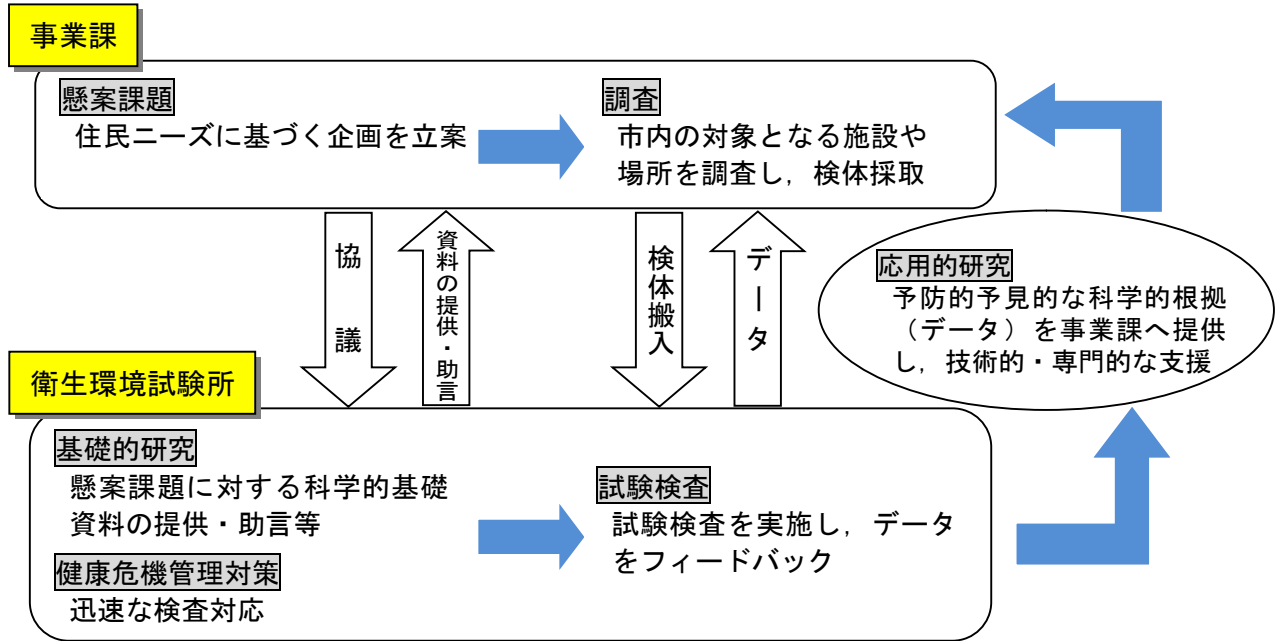 事業課
懸案課題
住民ニーズに基づく企画を立案
調査
市内の対象となる施設や
場所を調査し，検体採取
協議
資料の提供・助言
検体搬入
データ
応用的研究
予防的予見的な科学的根拠
（データ）を事業課へ提供
し，技術的・専門的な支援
衛生環境試験所
基礎的研究
懸案課題に対する科学的基礎
資料の提供・助言等
健康危機管理対策
迅速な検査対応
試験検査
試験検査を実施し，データ
をフィードバック